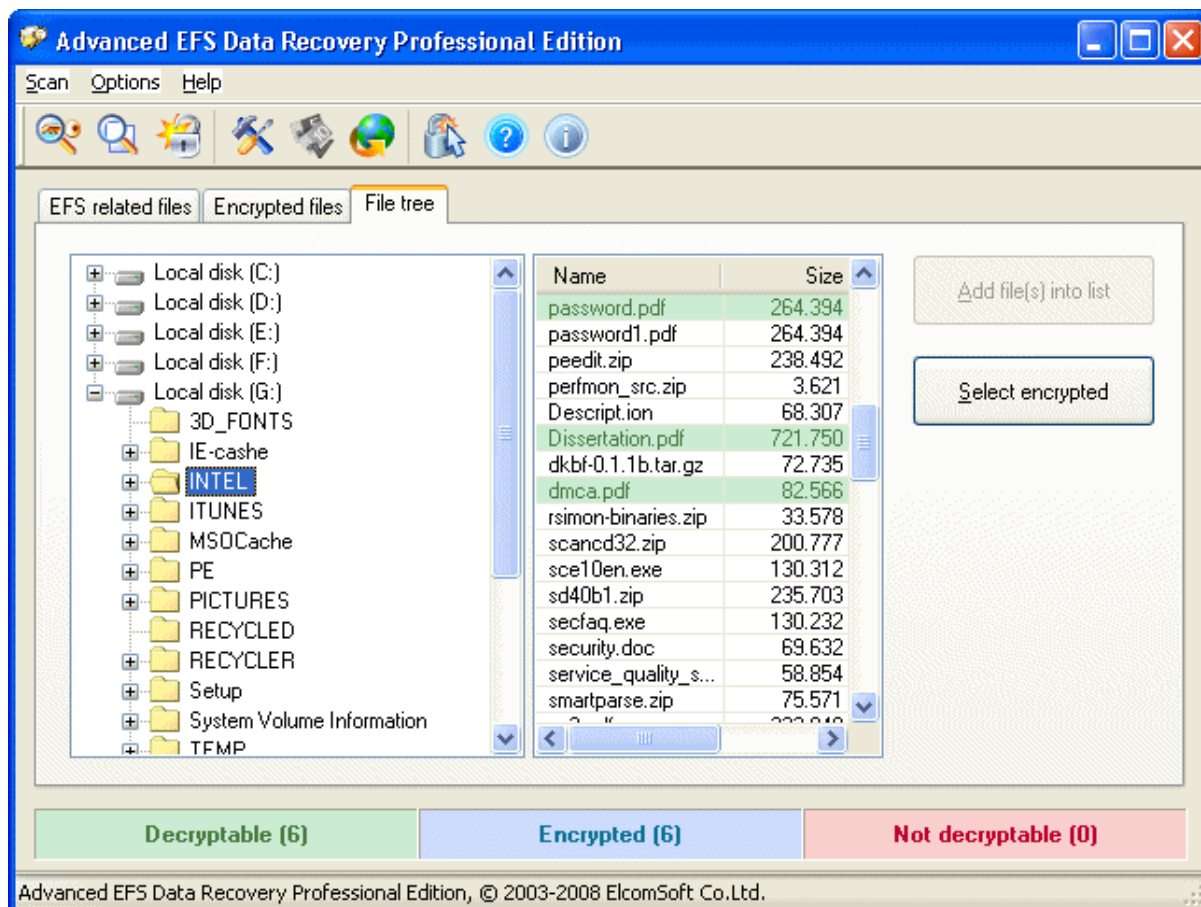 Advanced EFS Data Recovery Professional Edition
Scan Options Help
EFS related files Encrypted files File tree
Local disk (C:)
Local disk (D:)
Local disk (E:)
Local disk (F:)
Local disk (G:)
3D_FONTS
IE-cashe
INTEL
ITUNES
MSOCache
PE
PICTURES
RECYCLED
RECYCLER
Setup
System Volume Information
TEMP
Name Size
password.pdf 264.394
password1.pdf 264.394
peedit.zip 238.492
perfmon_src.zip 3.621
Descript.ion 68.307
Dissertation.pdf 721.750
dkbf-0.1.1b.tar.gz 72.735
dmca.pdf 82.566
rsimon-binaries.zip 33.578
scancd32.zip 200.777
sce10en.exe 130.312
sd40b1.zip 235.703
secfaq.exe 130.232
security.doc 69.632
service_quality_s... 58.854
smartparse.zip 75.571
Add file(s) into list
Select encrypted
Decryptable (6) Encrypted (6) Not decryptable (0)
Advanced EFS Data Recovery Professional Edition, © 2003-2008 ElcomSoft Co.Ltd.